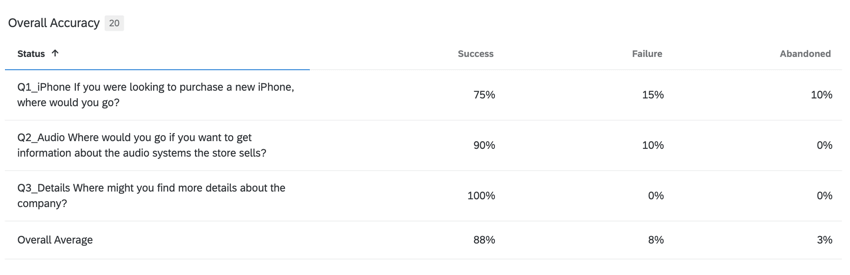 Overall Accuracy 20
Status ↑ Success Failure Abandoned
Q1_iPhone If you were looking to purchase a new iPhone,
where would you go?
75% 15% 10%
Q2_Audio Where would you go if you want to get
information about the audio systems the store sells?
90% 10% 0%
Q3_Details Where might you find more details about the
company?
100% 0% 0%
Overall Average 88% 8% 3%